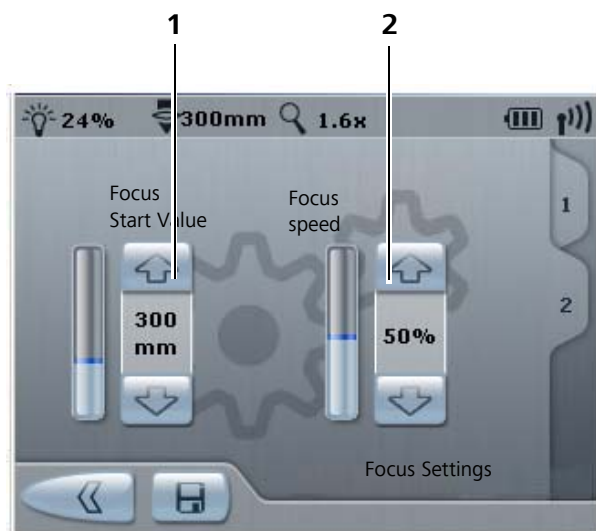 1 2
24% 300mm 1.6x
Focus
Start Value
Focus
speed
1
300
mm
50%
2
Focus Settings